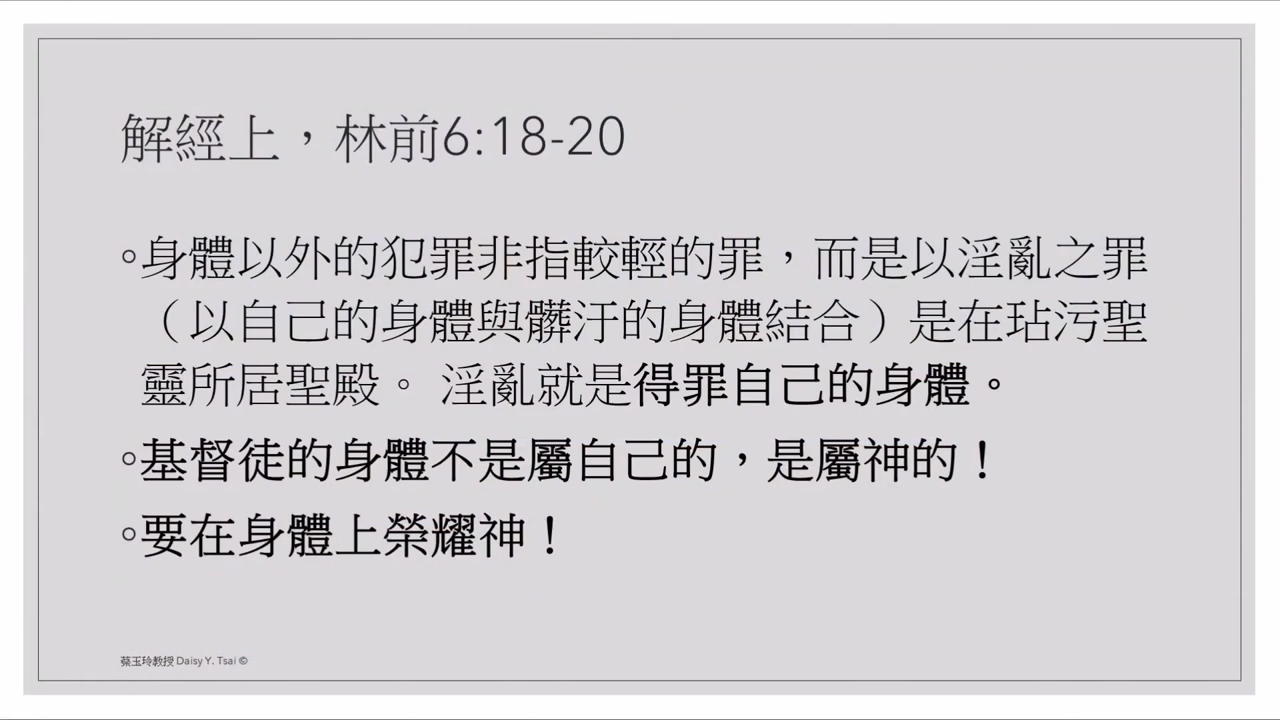 解經上，林前6:18-20
◦身體以外的犯罪非指較輕的罪，而是以淫亂之罪
（以自己的身體與髒汙的身體結合）是在玷污聖
靈所居聖殿。 淫亂就是得罪自己的身體。
◦基督徒的身體不是屬自己的，是屬神的！
◦要在身體上榮耀神！
蔡玉玲教授 Daisy Y. Tsai ©